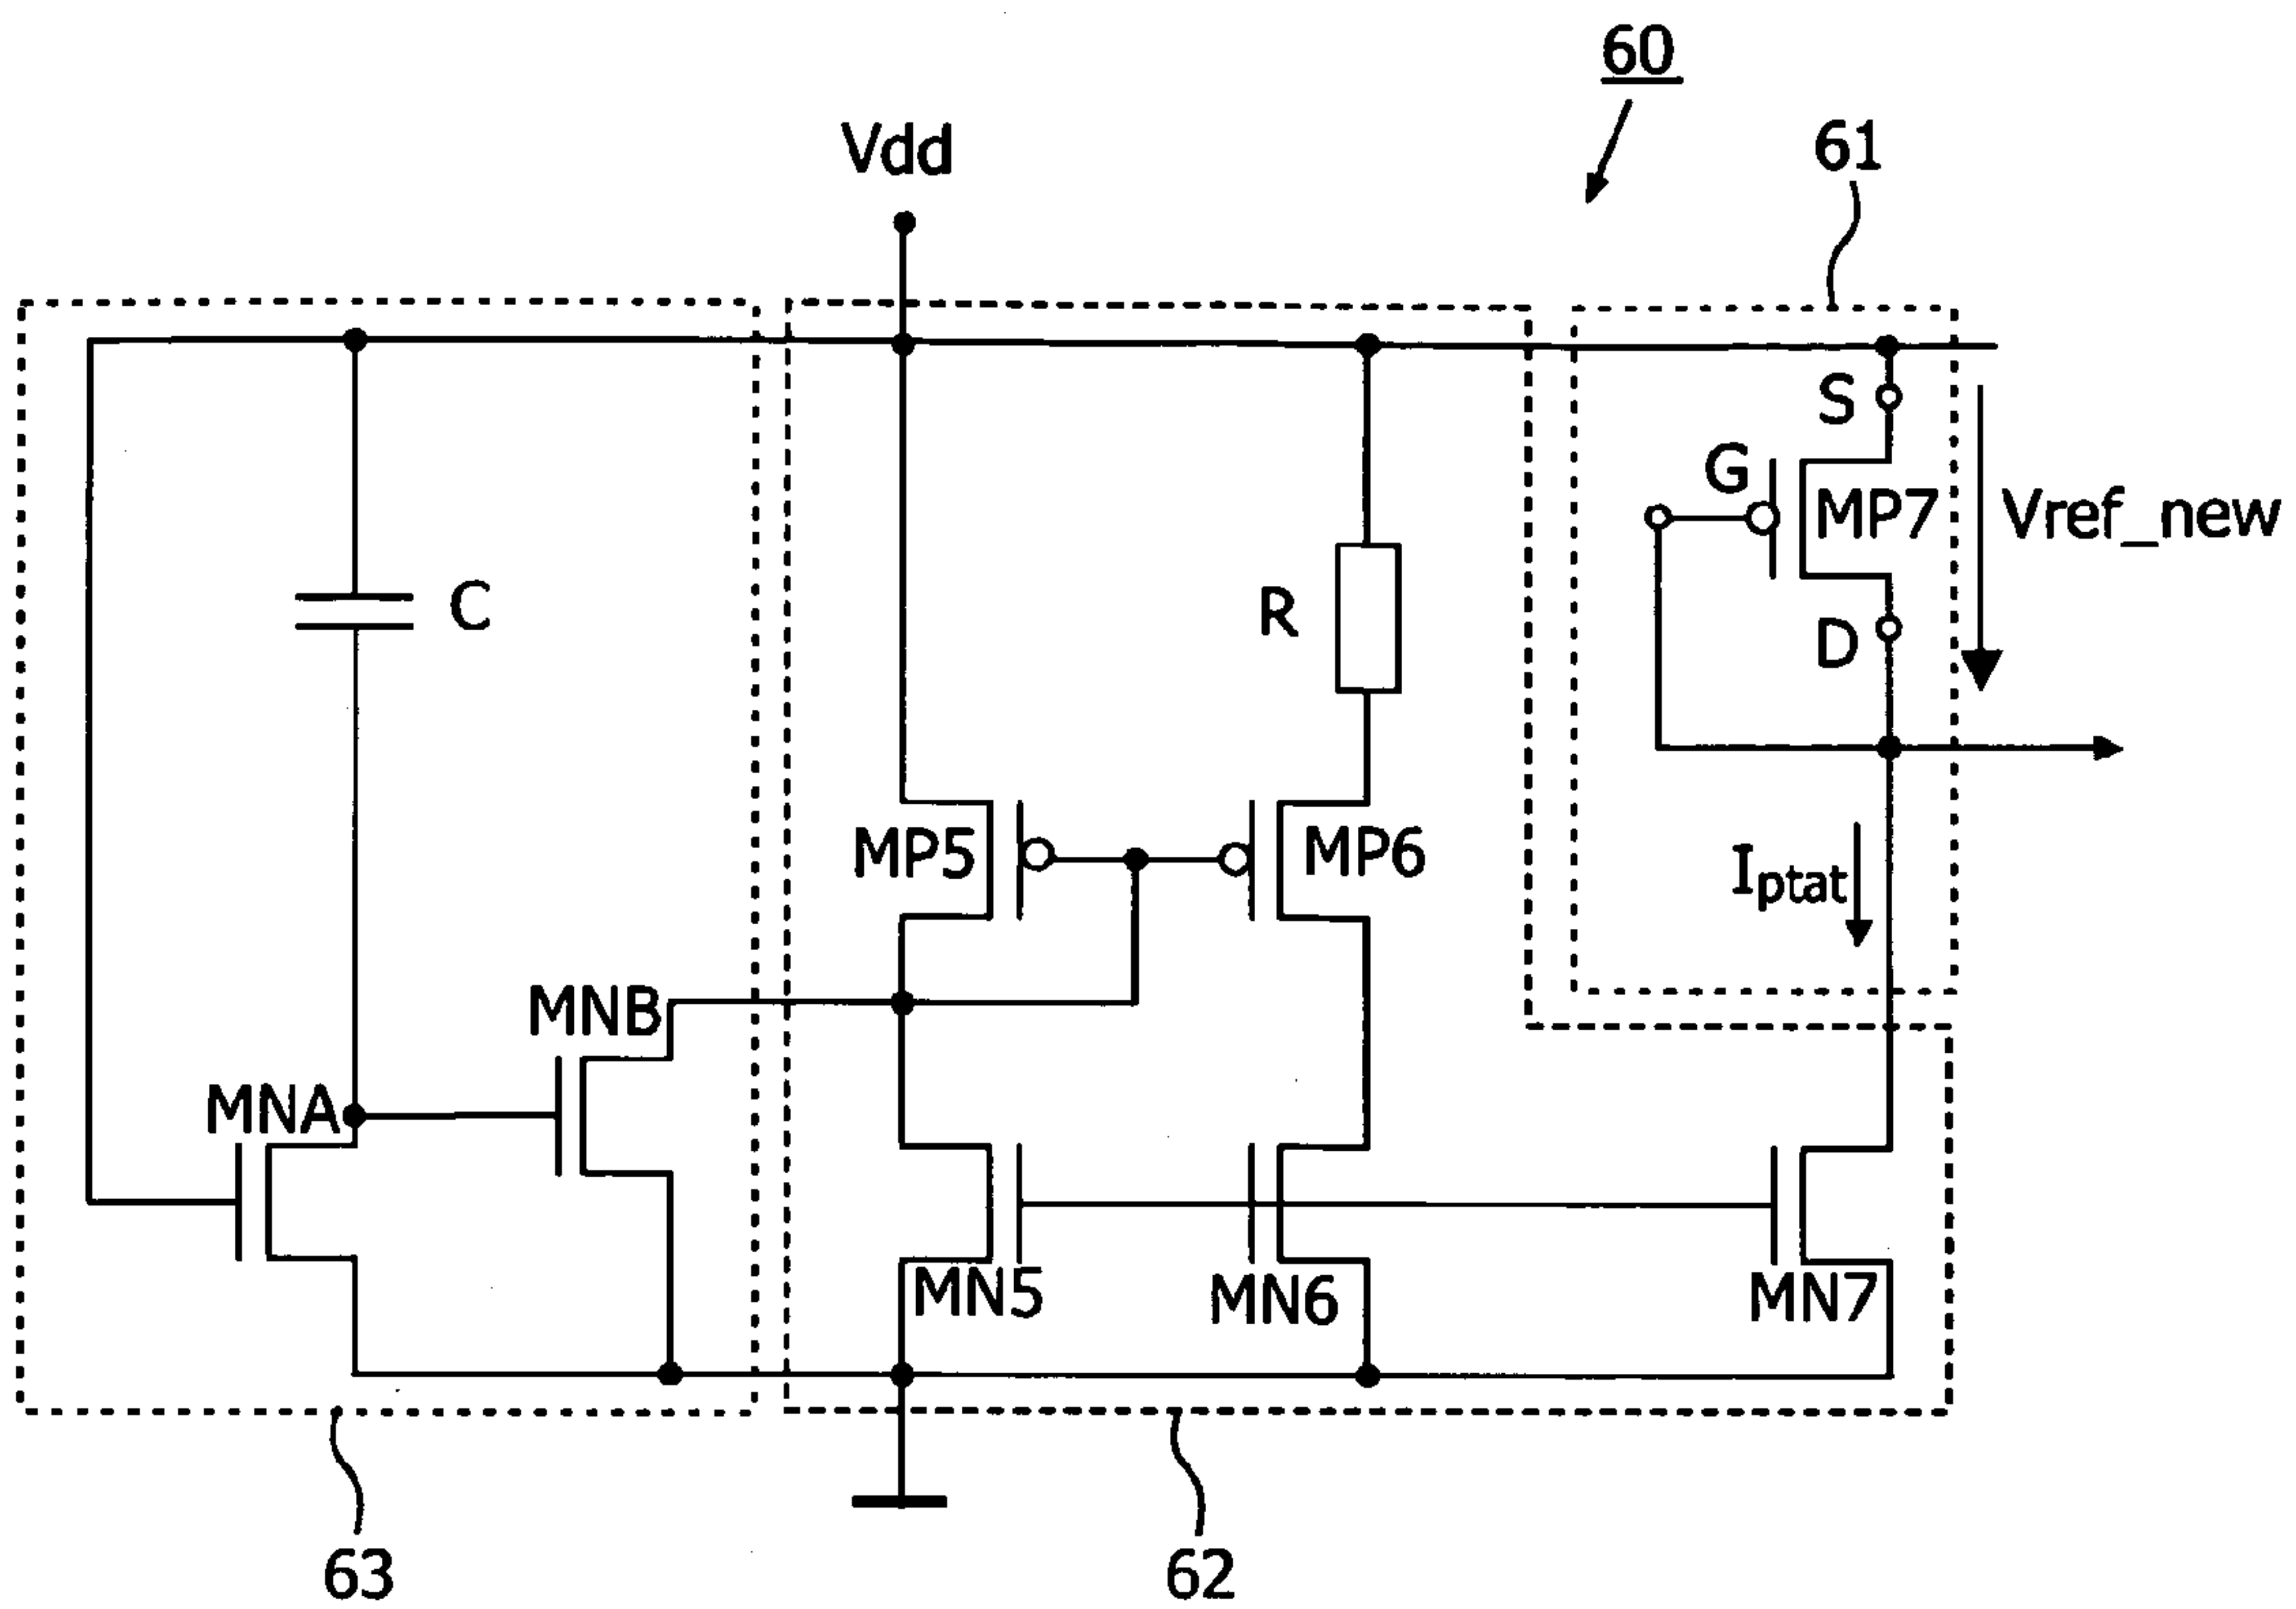 60
Vdd
61
S
G
MP7
Vref_new
C
R
D
MP5
MP6
Iptat
MNB
MNA
MN5
MN6
MN7
63
62